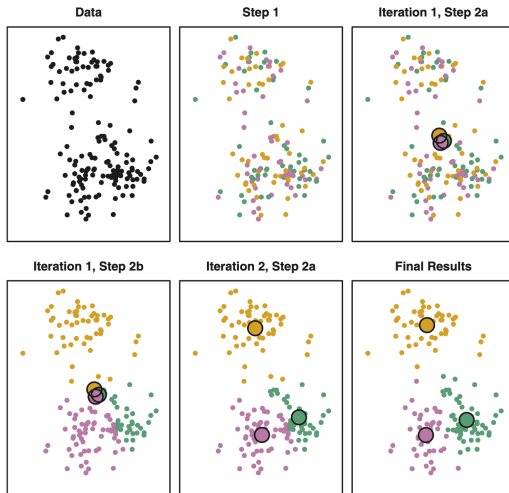 Data
Step 1
Iteration 1, Step 2a
Iteration 1, Step 2b
Iteration 2, Step 2a
Final Results